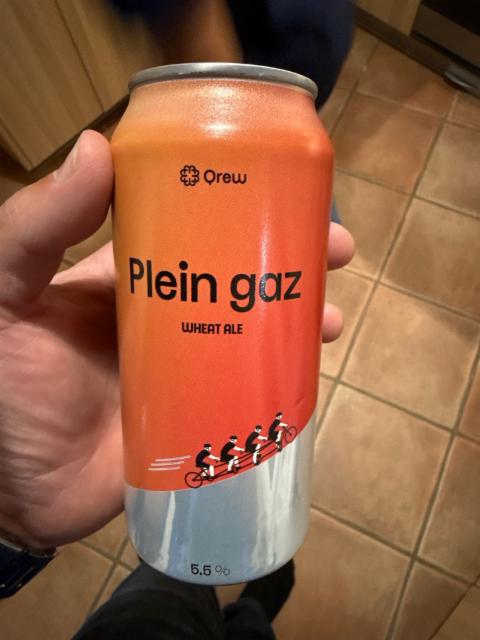 Qrew
Plein gaz
WHEAT ALE
5.5%